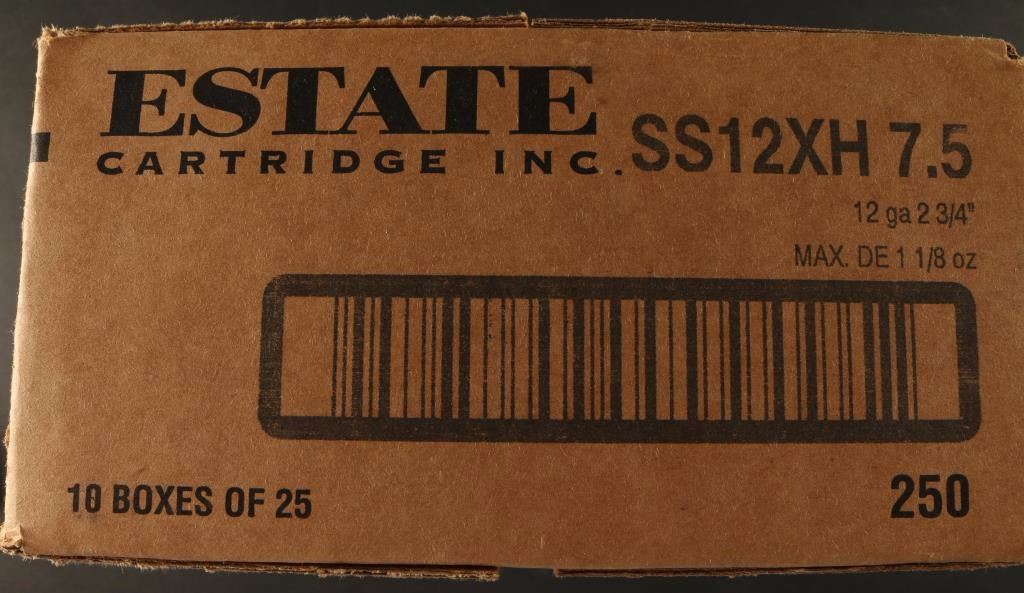 ESTATE
CARTRIDGE INC.
SS12XH 7.5
12 ga 2 3/4"
MAX. DE 1 1/8 oz
10 BOXES OF 25
250